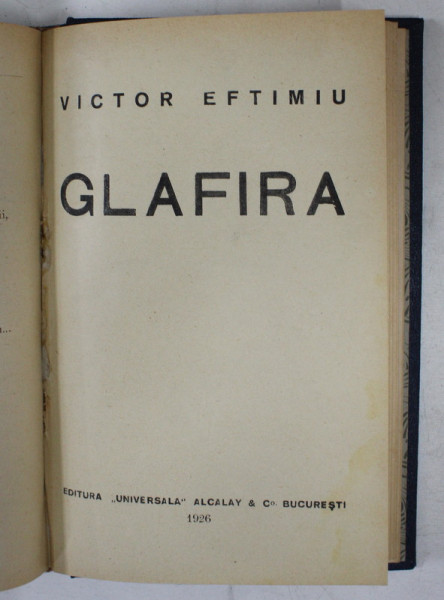 VICTOR EFTIMIU
GLAFIRA
EDITURA „UNIVERSALA" ALCALAY & Co. BUCUREŞTI
1926